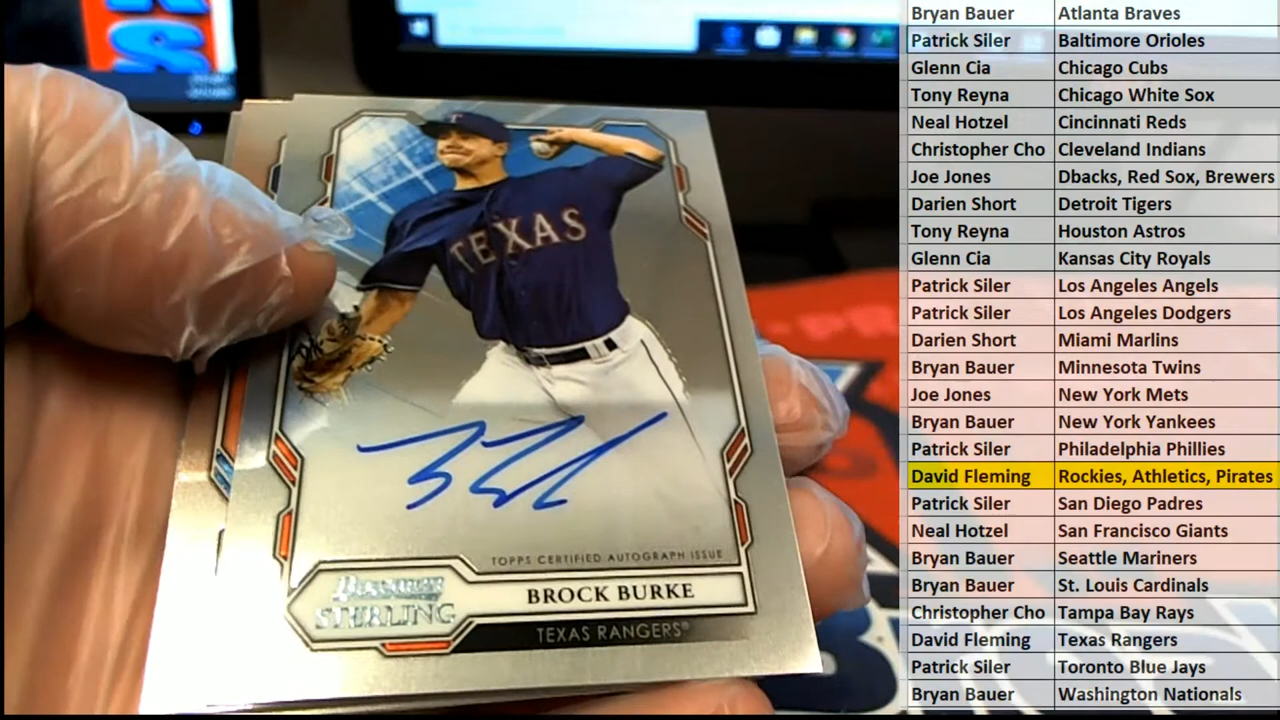 KS
T
TEXAS
TOPPS CERTIFIED AUTOGRAPH ISSUE
BOWMAN
STERLING
BROCK BURKE
TEXAS RANGERS®
Bryan Bauer Atlanta Braves
Patrick Siler Baltimore Orioles
Glenn Cia Chicago Cubs
Tony Reyna Chicago White Sox
Neal Hotzel Cincinnati Reds
Christopher Cho Cleveland Indians
Joe Jones Dbacks, Red Sox, Brewers
Darien Short Detroit Tigers
Tony Reyna Houston Astros
Glenn Cia Kansas City Royals
Patrick Siler Los Angeles Angels
Patrick Siler Los Angeles Dodgers
Darien Short Miami Marlins
Bryan Bauer Minnesota Twins
Joe Jones New York Mets
Bryan Bauer New York Yankees
Patrick Siler Philadelphia Phillies
David Fleming Rockies, Athletics, Pirates
Patrick Siler San Diego Padres
Neal Hotzel San Francisco Giants
Bryan Bauer Seattle Mariners
Bryan Bauer St. Louis Cardinals
Christopher Cho Tampa Bay Rays
David Fleming Texas Rangers
Patrick Siler Toronto Blue Jays
Bryan Bauer Washington Nationals